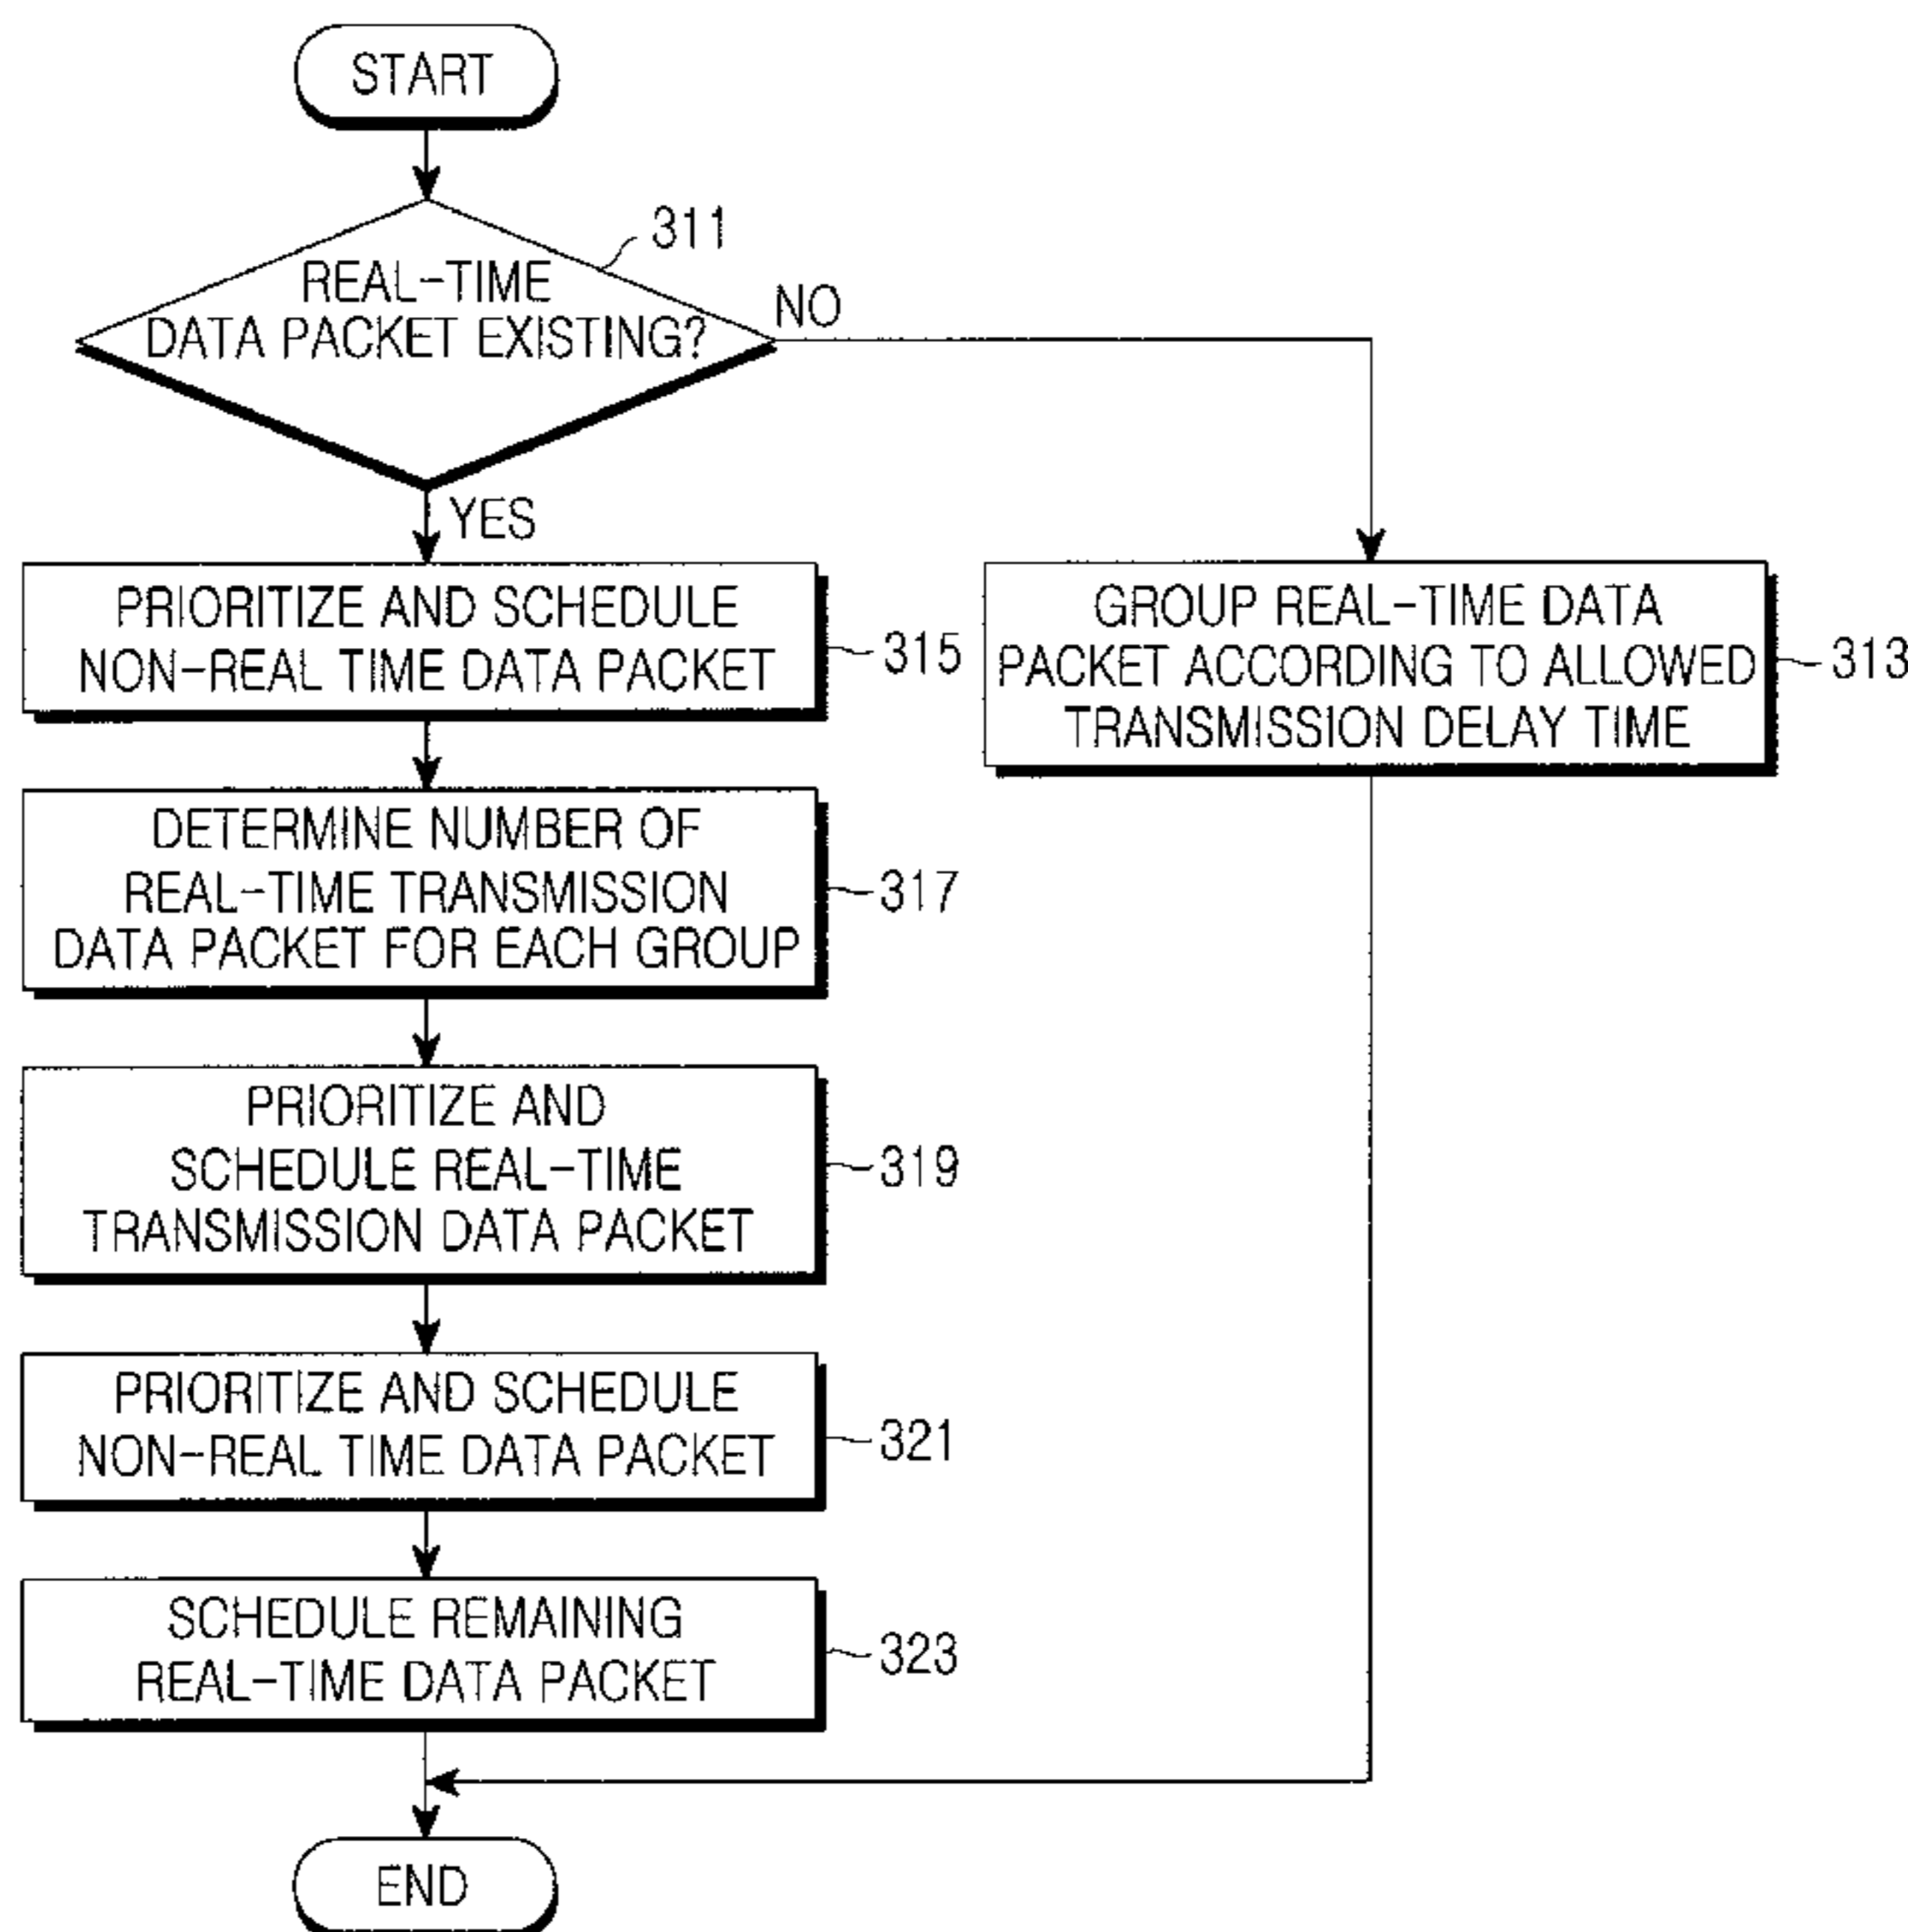 START
311
REAL-TIME
DATA PACKET EXISTING?
NO
YES
PRIORITIZE AND SCHEDULE
NON-REAL TIME DATA PACKET
315
GROUP REAL-TIME DATA
PACKET ACCORDING TO ALLOWED
TRANSMISSION DELAY TIME
313
DETERMINE NUMBER OF
REAL-TIME TRANSMISSION
DATA PACKET FOR EACH GROUP
317
PRIORITIZE AND
SCHEDULE REAL-TIME
TRANSMISSION DATA PACKET
319
PRIORITIZE AND SCHEDULE
NON-REAL TIME DATA PACKET
321
SCHEDULE REMAINING
REAL-TIME DATA PACKET
323
END